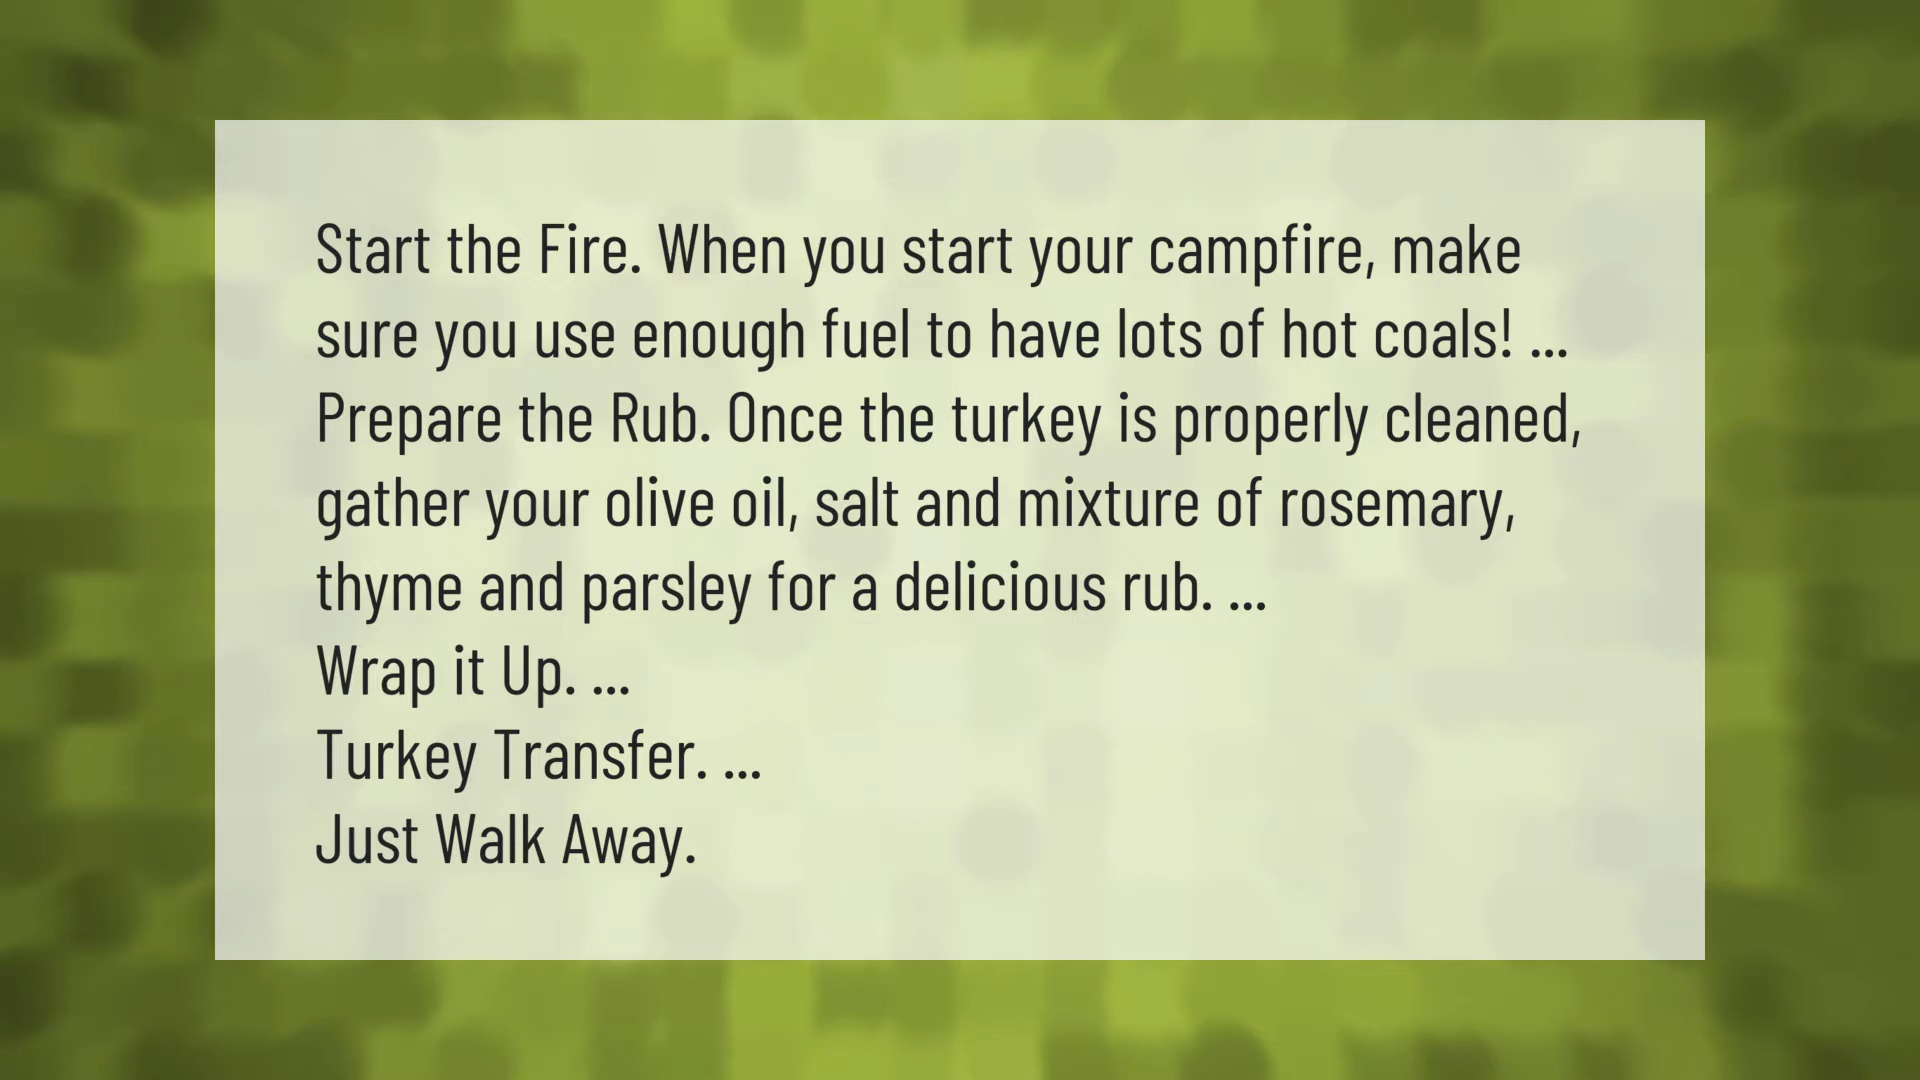 Start the Fire. When you start your campfire, make
sure you use enough fuel to have lots of hot coals! ...
Prepare the Rub. Once the turkey is properly cleaned,
gather your olive oil, salt and mixture of rosemary,
thyme and parsley for a delicious rub. ...
Wrap it Up. ...
Turkey Transfer. ...
Just Walk Away.